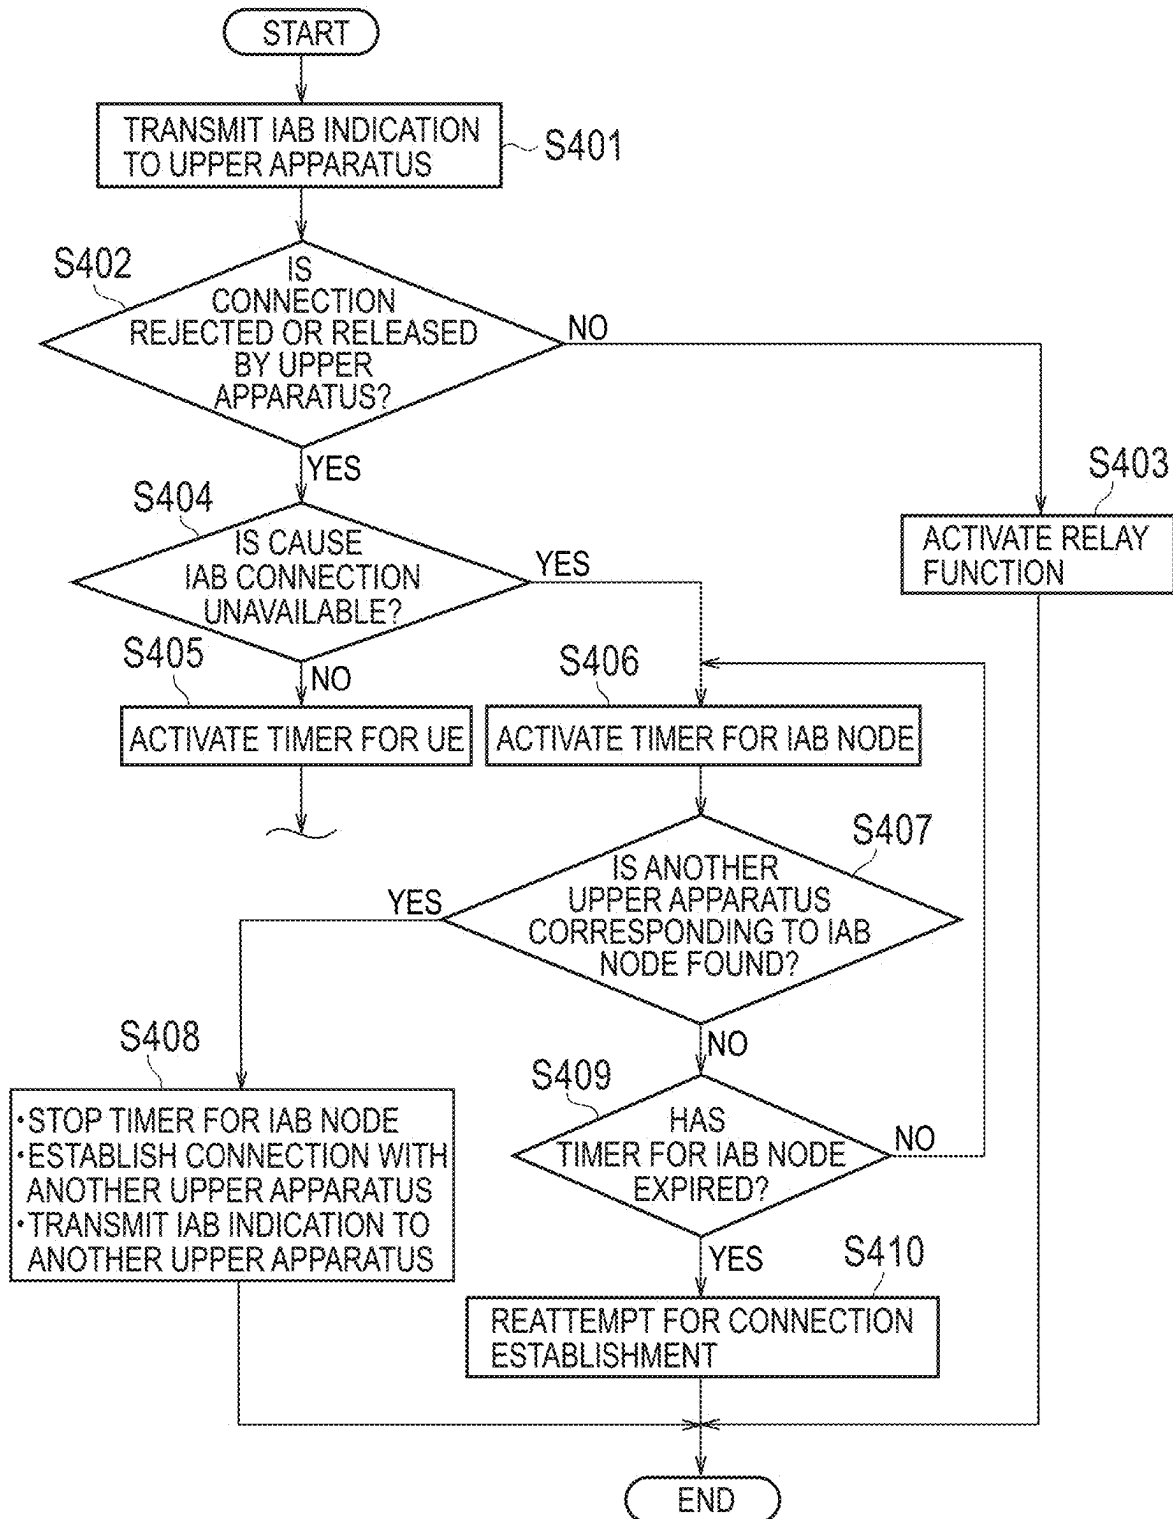 START
TRANSMIT IAB INDICATION
TO UPPER APPARATUS
S401
S402
IS
CONNECTION
REJECTED OR RELEASED
BY UPPER
APPARATUS?
NO
YES
S403
ACTIVATE RELAY
FUNCTION
S404
IS CAUSE
IAB CONNECTION
UNAVAILABLE?
YES
NO
S405
ACTIVATE TIMER FOR UE
S406
ACTIVATE TIMER FOR IAB NODE
S407
IS ANOTHER
UPPER APPARATUS
CORRESPONDING TO IAB
NODE FOUND?
YES
NO
S408
•STOP TIMER FOR IAB NODE
•ESTABLISH CONNECTION WITH
ANOTHER UPPER APPARATUS
•TRANSMIT IAB INDICATION TO
ANOTHER UPPER APPARATUS
S409
HAS
TIMER FOR IAB NODE
EXPIRED?
NO
YES
S410
REATTEMPT FOR CONNECTION
ESTABLISHMENT
END